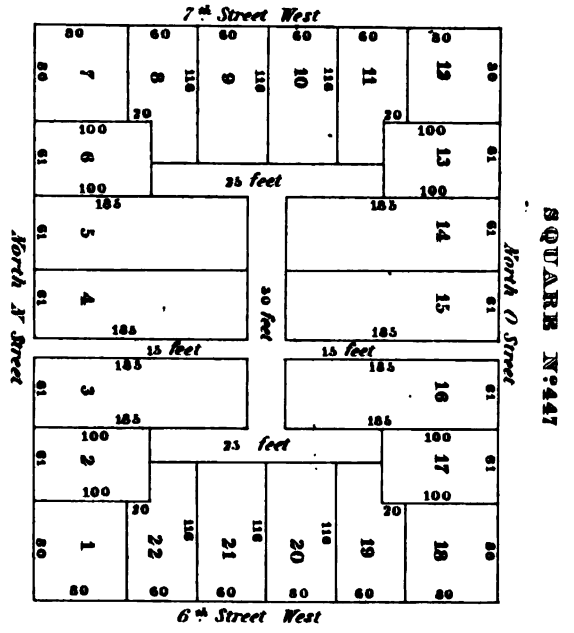 7th Street West
80 60 60 60 60 80
80 7 8 116 9 116 10 116 11 12 80
20 20
100 100
61 6 13 61
100 25 feet 100
185 185
61 5 14 61
North N Street
North O Street
SQUARE No. 447
30 feet
61 4 15 61
185 185
15 feet 15 feet
185 185
61 3 16 61
185 185
100 25 feet 100
61 2 17 61
100 100
20 20
80 1 22 116 21 116 20 116 19 18 80
80 60 60 80 60 80
6th Street West